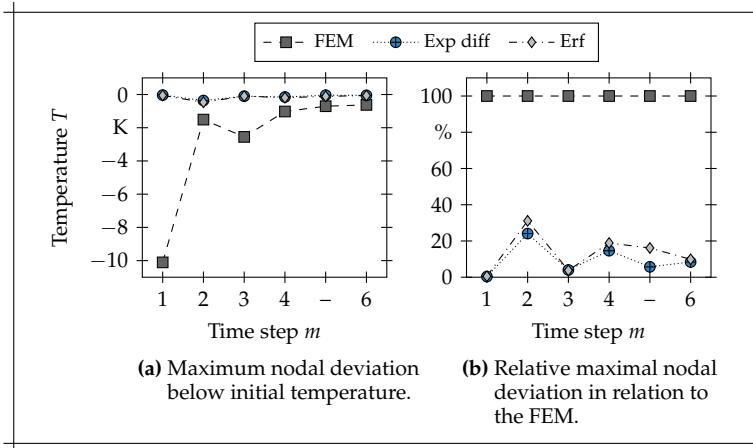 FEM Exp diff Erf
0
K
−4
−6
−8
−10
Temperature T
1 2 3 4 – 6
Time step m
(a) Maximum nodal deviation
below initial temperature.
100
%
60
40
20
0
1 2 3 4 – 6
Time step m
(b) Relative maximal nodal
deviation in relation to
the FEM.